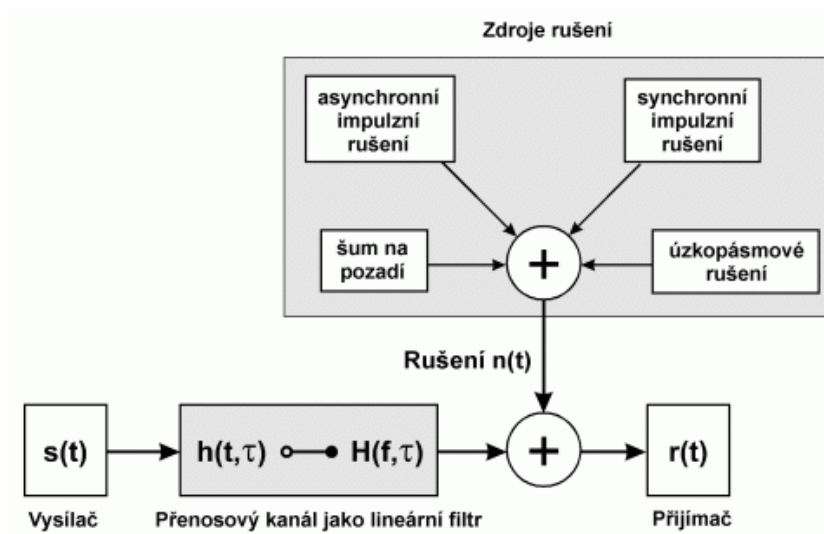 Zdroje rušení
asynchronní
impulzní
rušení
synchronní
impulzní
rušení
šum na
pozadí
úzkopásmové
rušení
+
Rušení n(t)
s(t)
h(t,τ)
H(f,τ)
+
r(t)
Vysílač
Přenosový kanál jako lineární filtr
Přijímač